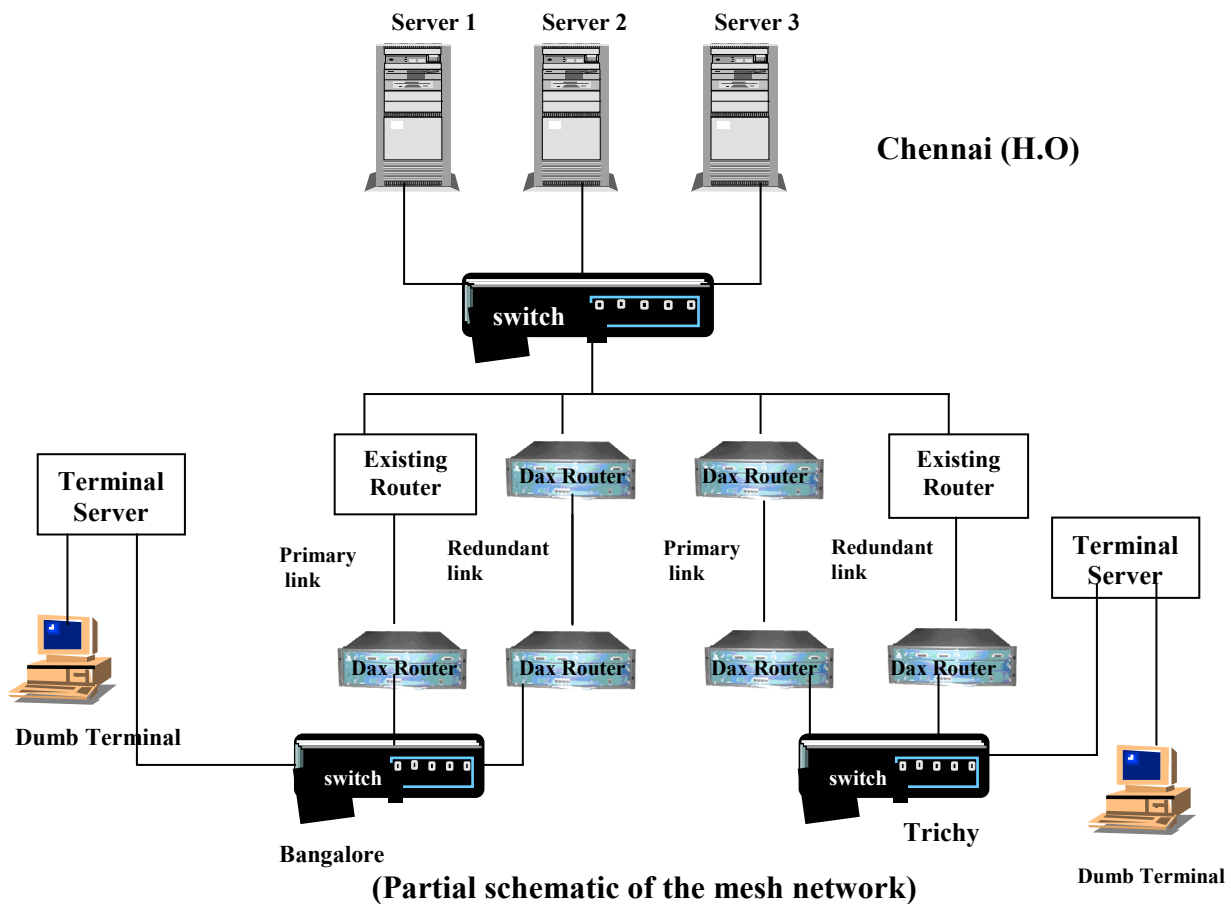 Server 1
Server 2
Server 3
Chennai (H.O)
switch
Existing
Router
Dax Router
Dax Router
Existing
Router
Terminal
Server
Primary
link
Redundant
link
Primary
link
Redundant
link
Terminal
Server
Dax Router
Dax Router
Dax Router
Dax Router
Dumb Terminal
switch
switch
Bangalore
Trichy
Dumb Terminal
(Partial schematic of the mesh network)